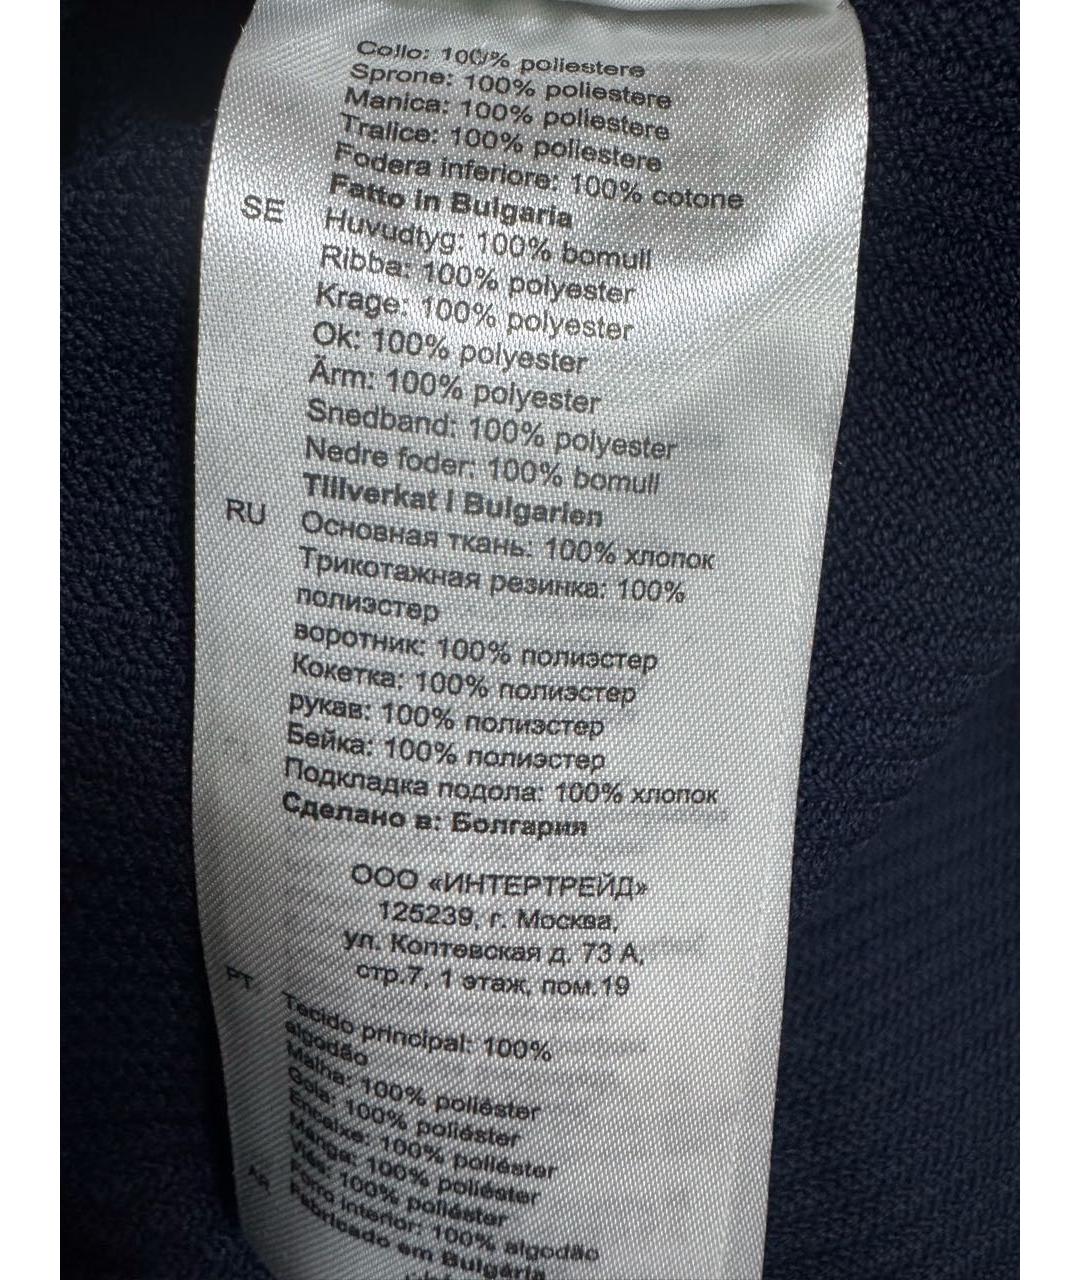 Collo: 100% poliestere
Sprone: 100% poliestere
Manica: 100% poliestere
Tralice: 100% poliestere
Fodera inferiore: 100% cotone
Fatto in Bulgaria
SE Huvudtyg: 100% bomull
Ribba: 100% polyester
Krage: 100% polyester
Ok: 100% polyester
Ärm: 100% polyester
Snedband: 100% polyester
Nedre foder: 100% bomull
Tillverkat i Bulgarien
RU Основная ткань: 100% хлопок
Трикотажная резинка: 100%
полиэстер
воротник: 100% полиэстер
Кокетка: 100% полиэстер
рукав: 100% полиэстер
Бейка: 100% полиэстер
Подкладка подола: 100% хлопок
Сделано в: Болгария
ООО «ИНТЕРТРЕЙД»
125239, г. Москва,
ул. Коптевская д. 73 А,
стр.7, 1 этаж, пом.19
PT Tecido principal: 100%
algodão
Malha: 100% poliéster
Gola: 100% poliéster
Encaixe: 100% poliéster
Manga: 100% poliéster
Viés: 100% poliéster
Forro interior: 100% algodão
AR Fabricado em Bulgária